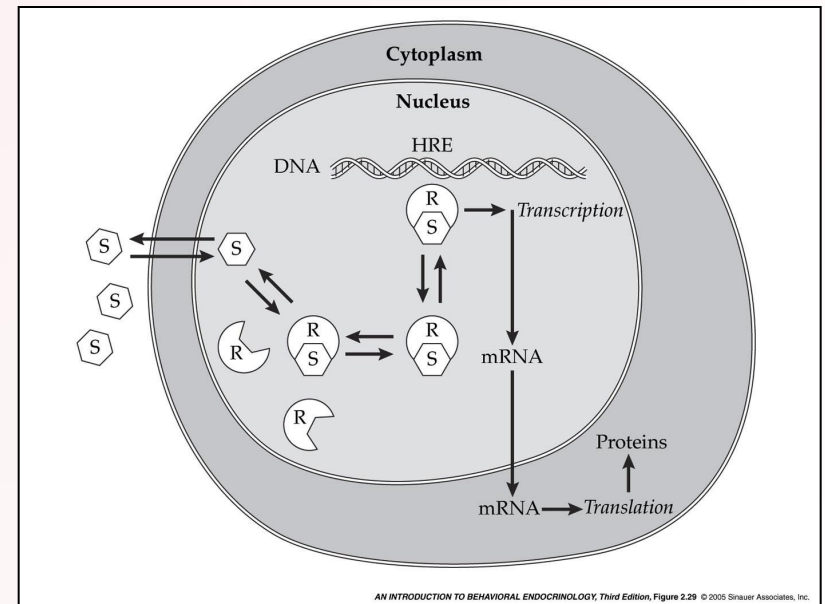 Cytoplasm
Nucleus
HRE
DNA
R
S
Transcription
S
S
S
S
R
R
S
R
S
mRNA
R
Proteins
mRNA
Translation
AN INTRODUCTION TO BEHAVIORAL ENDOCRINOLOGY, Third Edition, Figure 2.29 © 2005 Sinauer Associates, Inc.